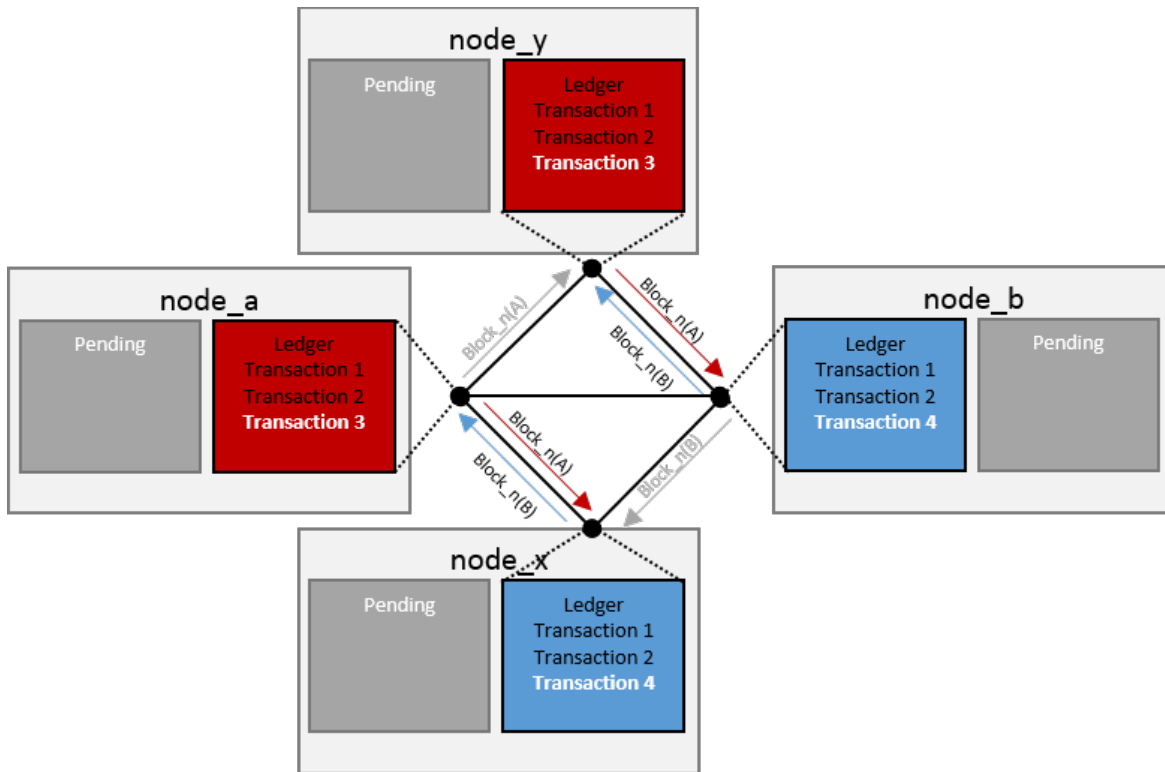 node_y
Pending
Ledger
Transaction 1
Transaction 2
Transaction 3
node_a
Pending
Ledger
Transaction 1
Transaction 2
Transaction 3
Block_n(A)
Block_n(A)
Block_n(B)
node_b
Ledger
Transaction 1
Transaction 2
Transaction 4
Pending
Block_n(A)
Block_n(B)
Block_n(B)
node_x
Pending
Ledger
Transaction 1
Transaction 2
Transaction 4